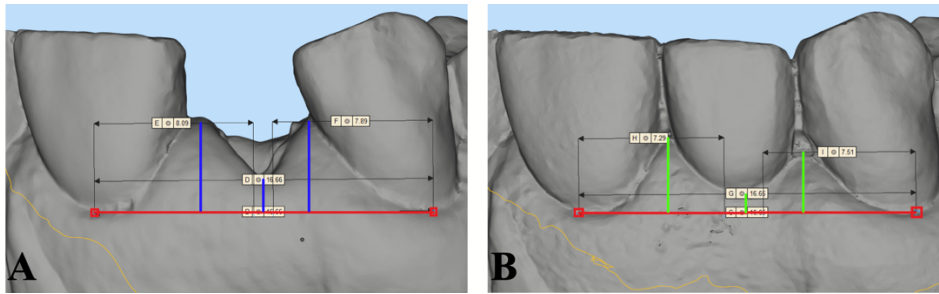 E ⊖ 8.09
F ⊖ 7.89
D ⊖ 16.66
A
H ⊖ 7.29
I ⊖ 7.51
G ⊖ 16.65
B